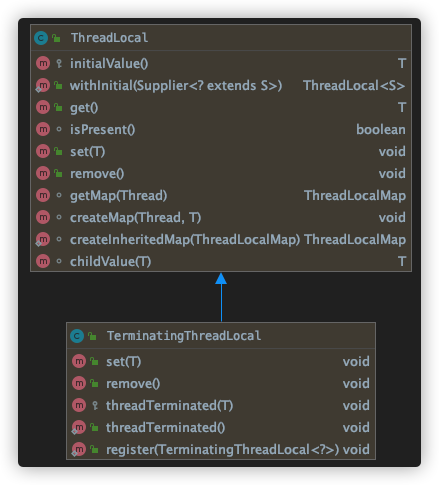 ThreadLocal
initialValue() T
withInitial(Supplier<? extends S>) ThreadLocal<S>
get() T
isPresent() boolean
set(T) void
remove() void
getMap(Thread) ThreadLocalMap
createMap(Thread, T) void
createInheritedMap(ThreadLocalMap) ThreadLocalMap
childValue(T) T
TerminatingThreadLocal
set(T) void
remove() void
threadTerminated(T) void
threadTerminated() void
register(TerminatingThreadLocal<?>) void